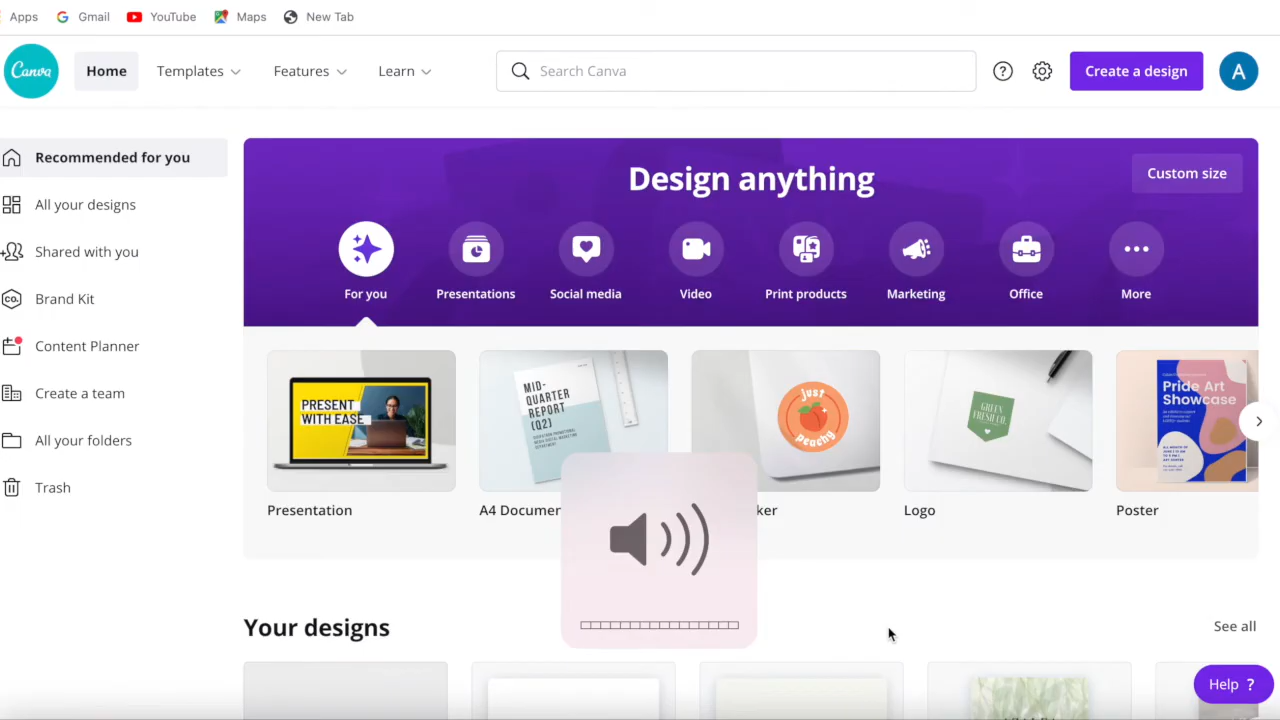 Apps Gmail YouTube Maps New Tab
Canva Home Templates Features Learn Search Canva ? Create a design A
Recommended for you
All your designs
Shared with you
Brand Kit
CO.
Content Planner
Create a team
All your folders
Trash
Design anything
Custom size
For you Presentations Social media Video Print products Marketing Office More
PRESENT
WITH EASE
MID-
QUARTER
REPORT
(Q2)
just
peachy
GREEN
FRESH CO.
Pride Art
Showcase
Presentation A4 Documen ker Logo Poster
Your designs See all
Help ?